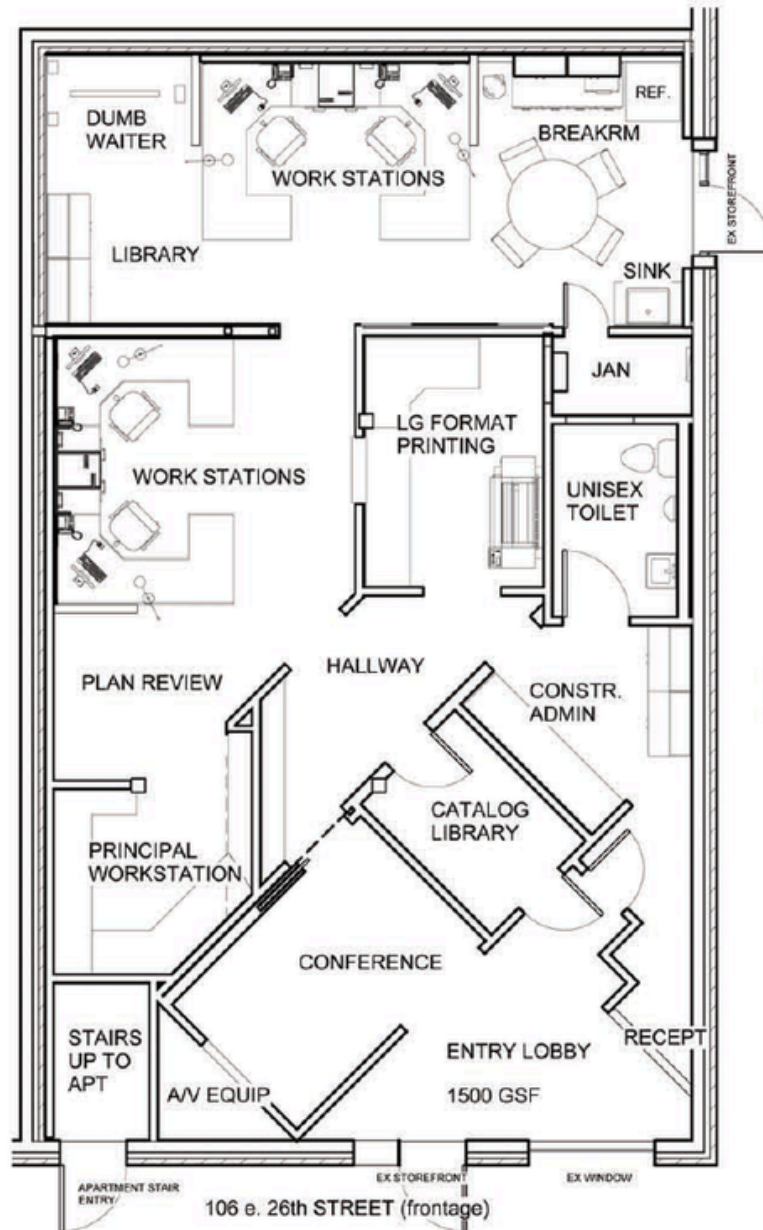 DUMB
WAITER
WORK STATIONS
BREAKRM
REF.
EX STOREFRONT
LIBRARY
SINK
JAN
LG FORMAT
PRINTING
WORK STATIONS
UNISEX
TOILET
HALLWAY
PLAN REVIEW
CONSTR.
ADMIN
CATALOG
LIBRARY
PRINCIPAL
WORKSTATION
CONFERENCE
STAIRS
UP TO
APT
ENTRY LOBBY
RECEPT
A/V EQUIP
1500 GSF
APARTMENT STAIR
ENTRY
EX STOREFRONT
EX WINDOW
106 e. 26th STREET (frontage)